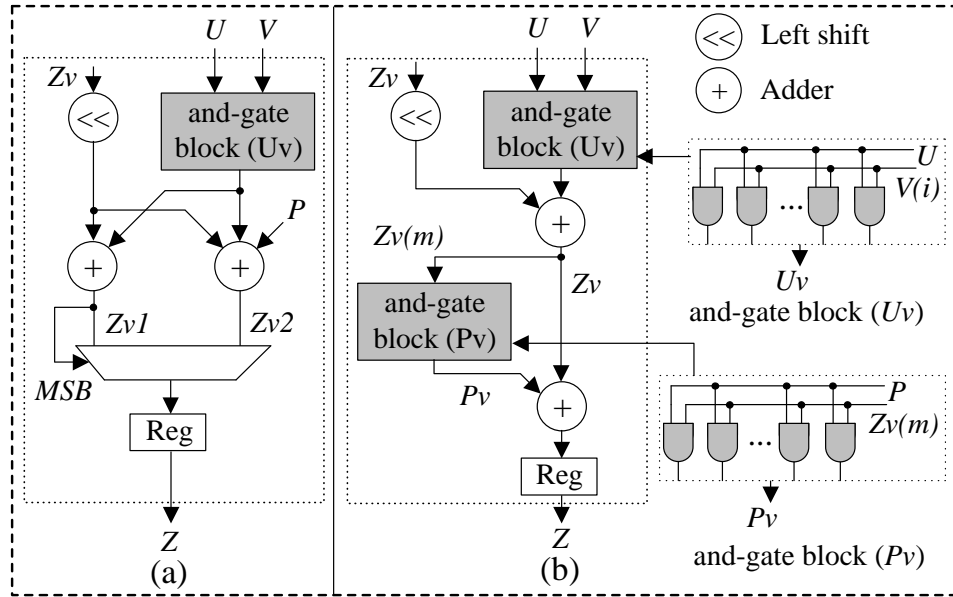 U V
Zv
<<
and-gate
block (Uv)
P
+
+
Zv1
Zv2
MSB
Reg
Z
(a)
U V
Zv
<<
and-gate
block (Uv)
+
Zv(m)
Zv
and-gate
block (Pv)
Pv
+
Reg
Z
(b)
<< Left shift
+ Adder
U
V(i)
...
Uv
and-gate block (Uv)
P
Zv(m)
...
Pv
and-gate block (Pv)